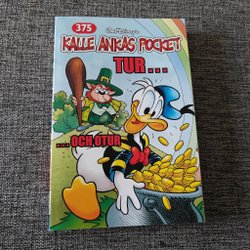 375
Walt Disney's
KALLE ANKAS POCKET
TUR...
...OCH OTUR